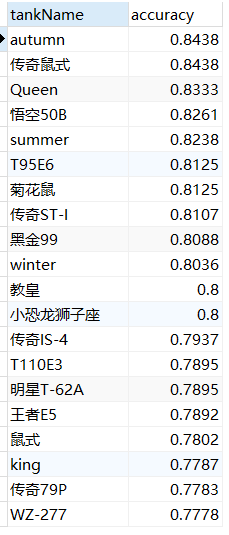 tankName accuracy
autumn 0.8438
传奇鼠式 0.8438
Queen 0.8333
悟空50B 0.8261
summer 0.8238
T95E6 0.8125
菊花鼠 0.8125
传奇ST-I 0.8107
黑金99 0.8088
winter 0.8036
教皇 0.8
小恐龙狮子座 0.8
传奇IS-4 0.7937
T110E3 0.7895
明星T-62A 0.7895
王者E5 0.7892
鼠式 0.7802
king 0.7787
传奇79P 0.7783
WZ-277 0.7778